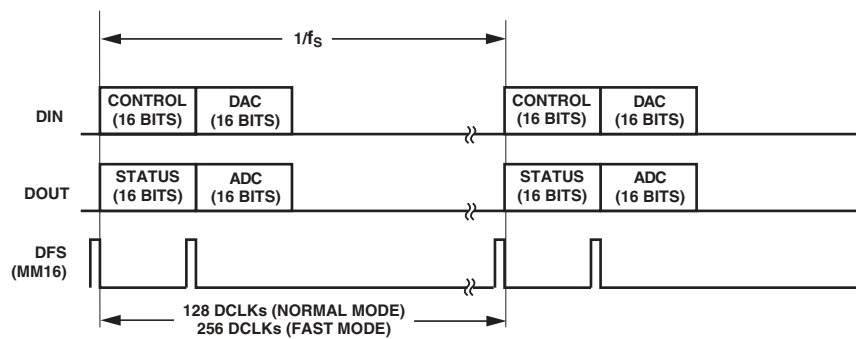 1/fS
DIN
CONTROL
(16 BITS)
DAC
(16 BITS)
CONTROL
(16 BITS)
DAC
(16 BITS)
DOUT
STATUS
(16 BITS)
ADC
(16 BITS)
STATUS
(16 BITS)
ADC
(16 BITS)
DFS
(MM16)
128 DCLKs (NORMAL MODE)
256 DCLKs (FAST MODE)